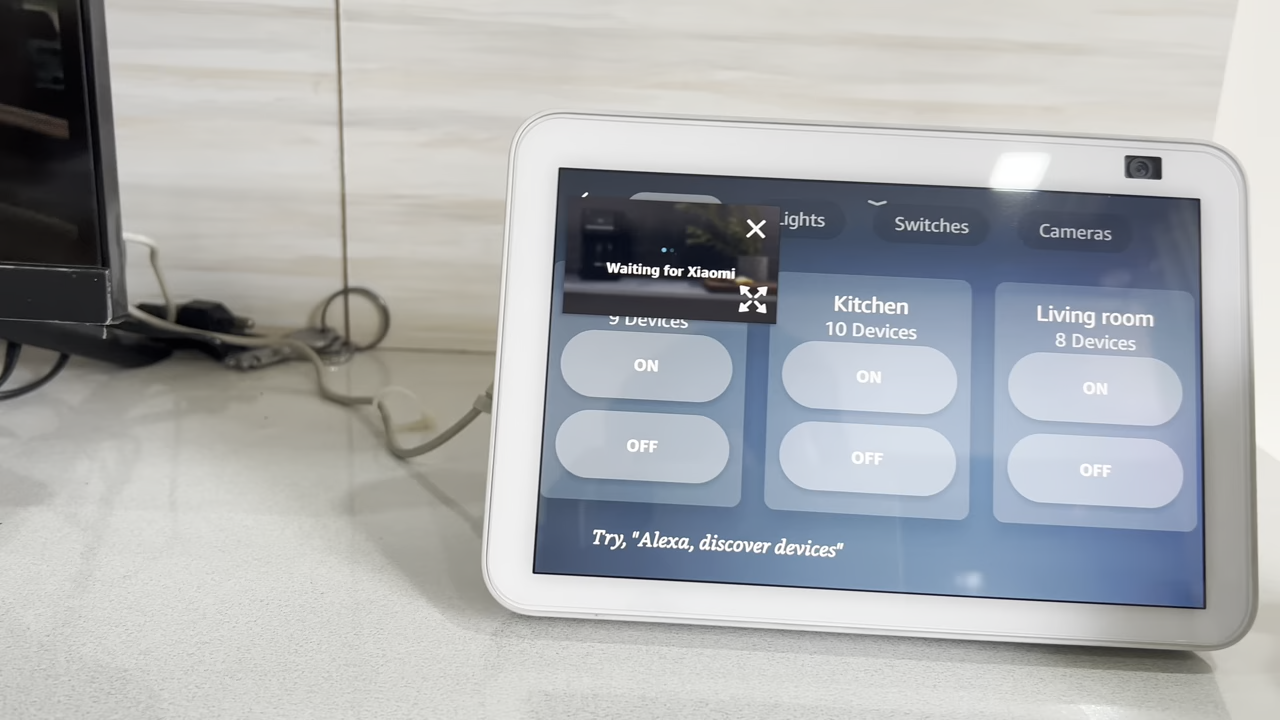 Lights
Switches
Cameras
Waiting for Xiaomi
9 Devices
ON
OFF
Kitchen
10 Devices
ON
OFF
Living room
8 Devices
ON
OFF
Try, "Alexa, discover devices"